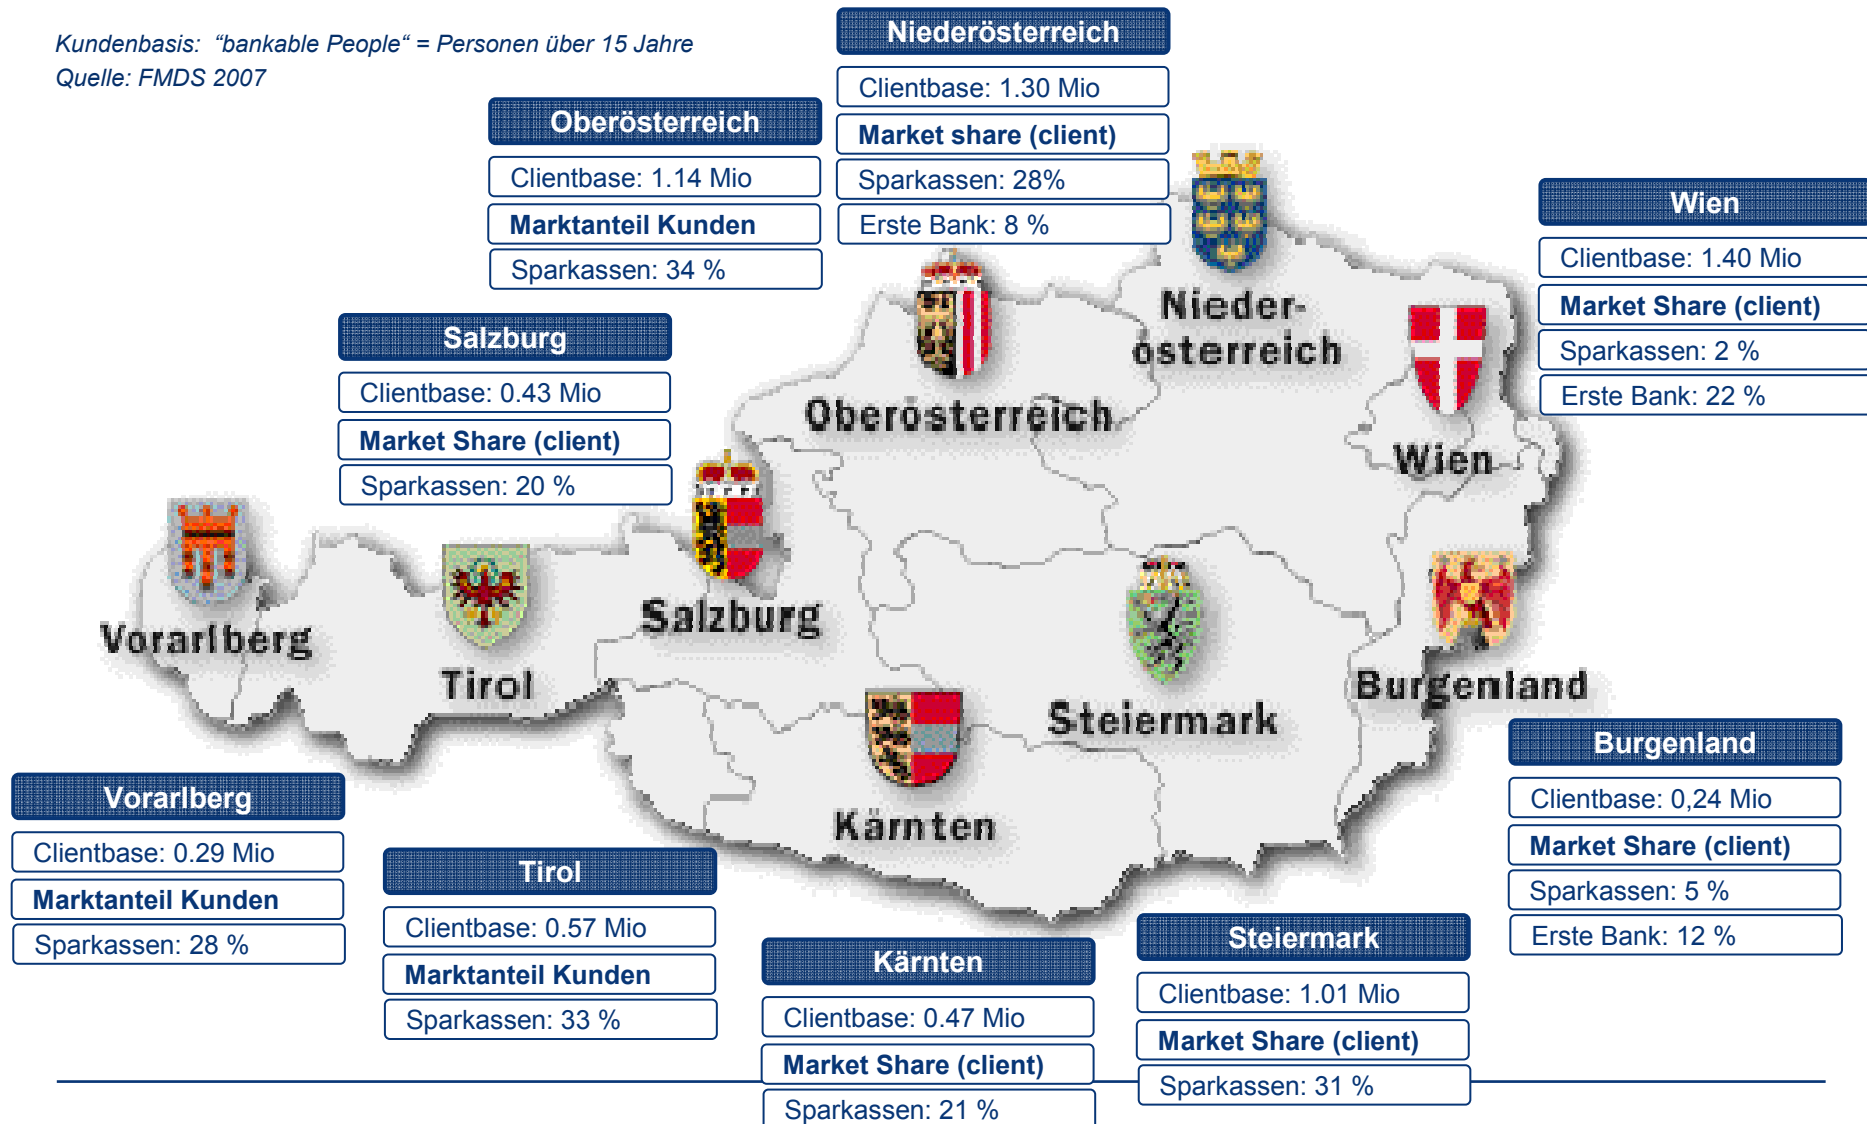 Kundenbasis: “bankable People“ = Personen über 15 Jahre
Quelle: FMDS 2007
Niederösterreich
Clientbase: 1.30 Mio
Market share (client)
Sparkassen: 28%
Erste Bank: 8 %
Oberösterreich
Clientbase: 1.14 Mio
Marktanteil Kunden
Sparkassen: 34 %
Wien
Clientbase: 1.40 Mio
Market Share (client)
Sparkassen: 2 %
Erste Bank: 22 %
Salzburg
Clientbase: 0.43 Mio
Market Share (client)
Sparkassen: 20 %
Nieder-
österreich
Oberösterreich
Wien
Vorarlberg
Tirol
Salzburg
Steiermark
Burgenland
Kärnten
Burgenland
Clientbase: 0,24 Mio
Market Share (client)
Sparkassen: 5 %
Erste Bank: 12 %
Vorarlberg
Clientbase: 0.29 Mio
Marktanteil Kunden
Sparkassen: 28 %
Tirol
Clientbase: 0.57 Mio
Marktanteil Kunden
Sparkassen: 33 %
Kärnten
Clientbase: 0.47 Mio
Market Share (client)
Sparkassen: 21 %
Steiermark
Clientbase: 1.01 Mio
Market Share (client)
Sparkassen: 31 %